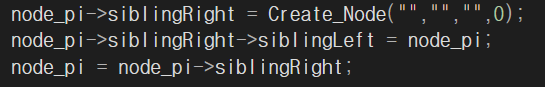 node_pi->siblingRight = Create_Node("","","",0);
node_pi->siblingRight->siblingLeft = node_pi;
node_pi = node_pi->siblingRight;